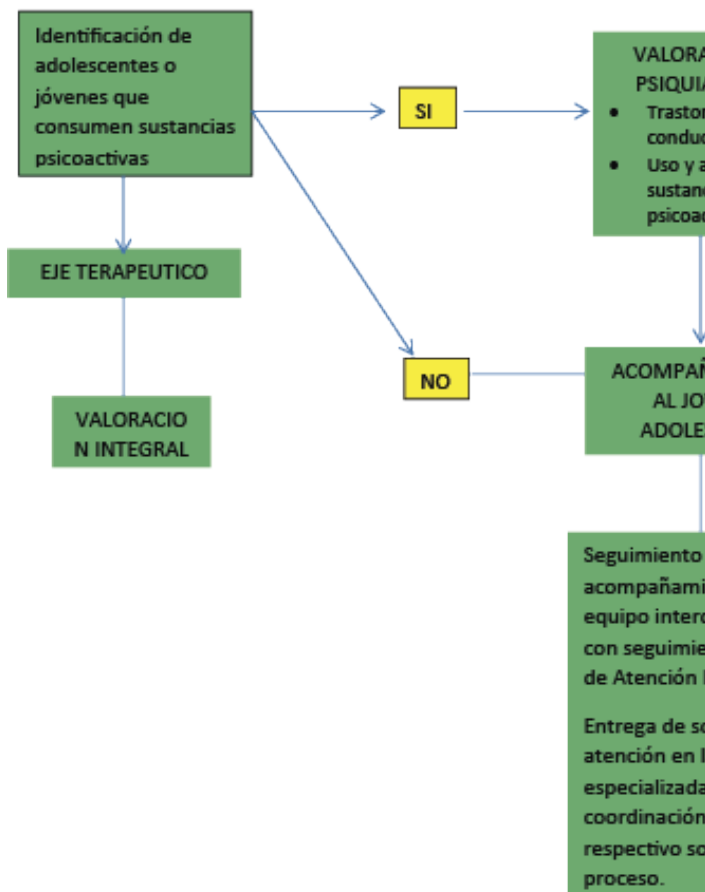 Identificación de
adolescentes o
jóvenes que
consumen sustancias
psicoactivas
SI
VALORA
PSIQUIA
• Trastor
conduc
• Uso y a
sustanc
psicoac
EJE TERAPEUTICO
NO
VALORACIO
N INTEGRAL
ACOMPAÑ
AL JO
ADOLE
Seguimiento
acompañami
equipo interd
con seguimie
de Atención
Entrega de so
atención en l
especializada
coordinación
respectivo so
proceso.